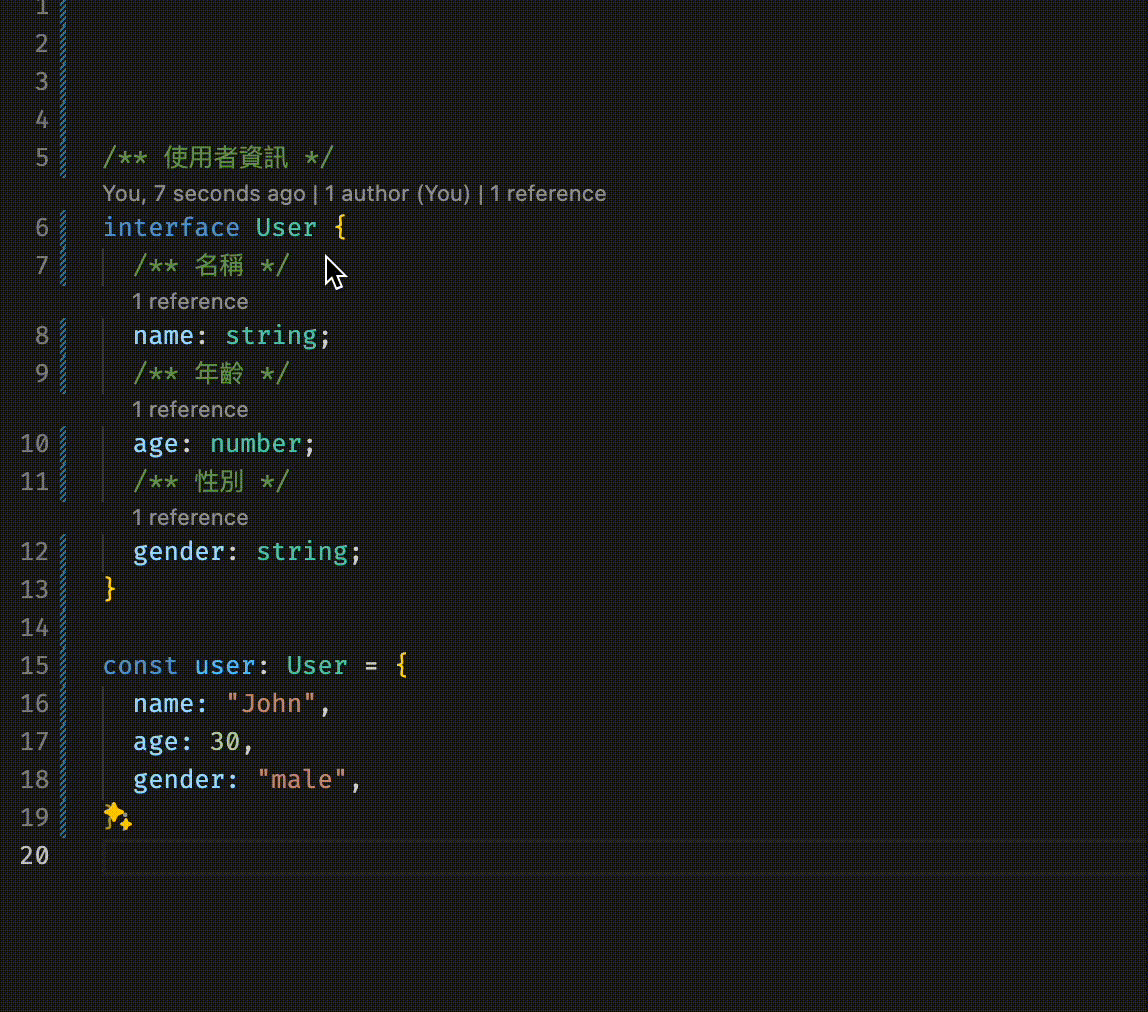 1
2
3
4
5 /** 使用者資訊 */
You, 7 seconds ago | 1 author (You) | 1 reference
6 interface User {
7 /** 名稱 */
1 reference
8 name: string;
9 /** 年齡 */
1 reference
10 age: number;
11 /** 性別 */
1 reference
12 gender: string;
13 }
14
15 const user: User = {
16 name: "John",
17 age: 30,
18 gender: "male",
19
20